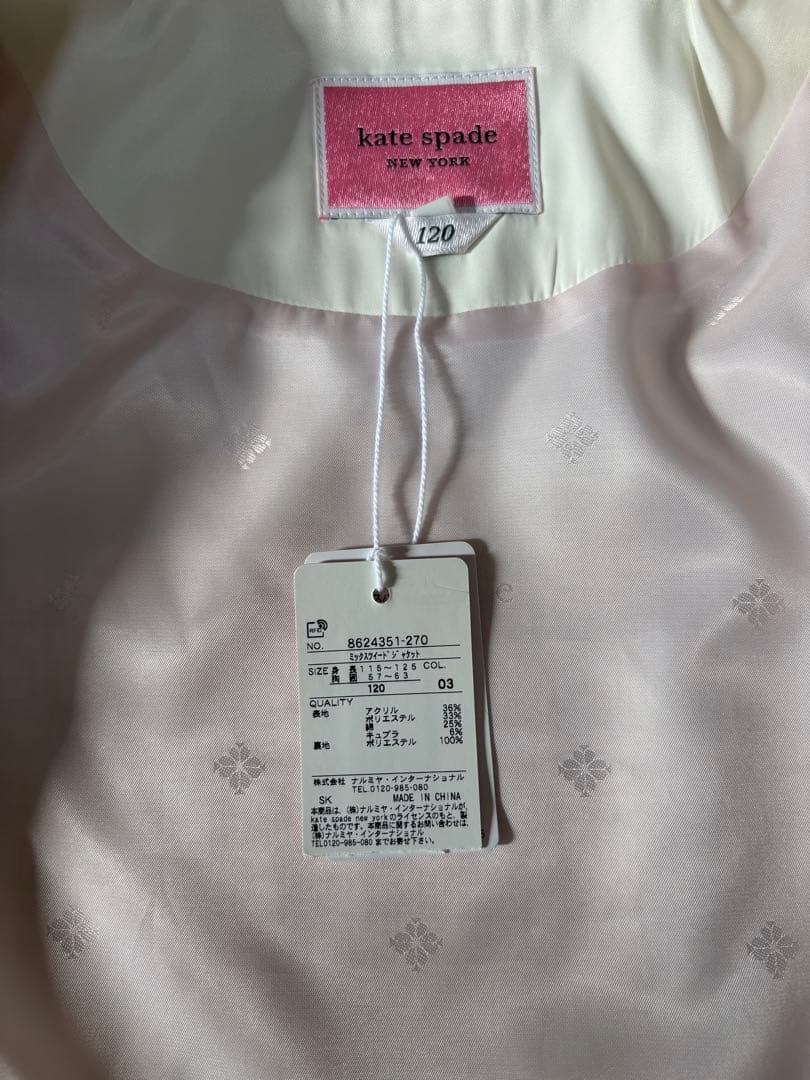 kate spade
NEW YORK
120
RFID
NO. 8624351-270
ミックスツイードジャケット
SIZE 身長 115~125 COL.
胸囲 57~63
120 03
QUALITY
表地 アクリル 36%
ポリエステル 33%
綿 25%
キュプラ 6%
裏地 ポリエステル 100%
株式会社 ナルミヤ・インターナショナル
TEL.0120-985-080
SK MADE IN CHINA
本商品は、(株)ナルミヤ・インターナショナルが、
kate spade new yorkのライセンスのもと、製
造したものです。本商品に関するお問い合わせは、
(株)ナルミヤ・インターナショナル
TEL0120-985-080 までお寄せ下さい。